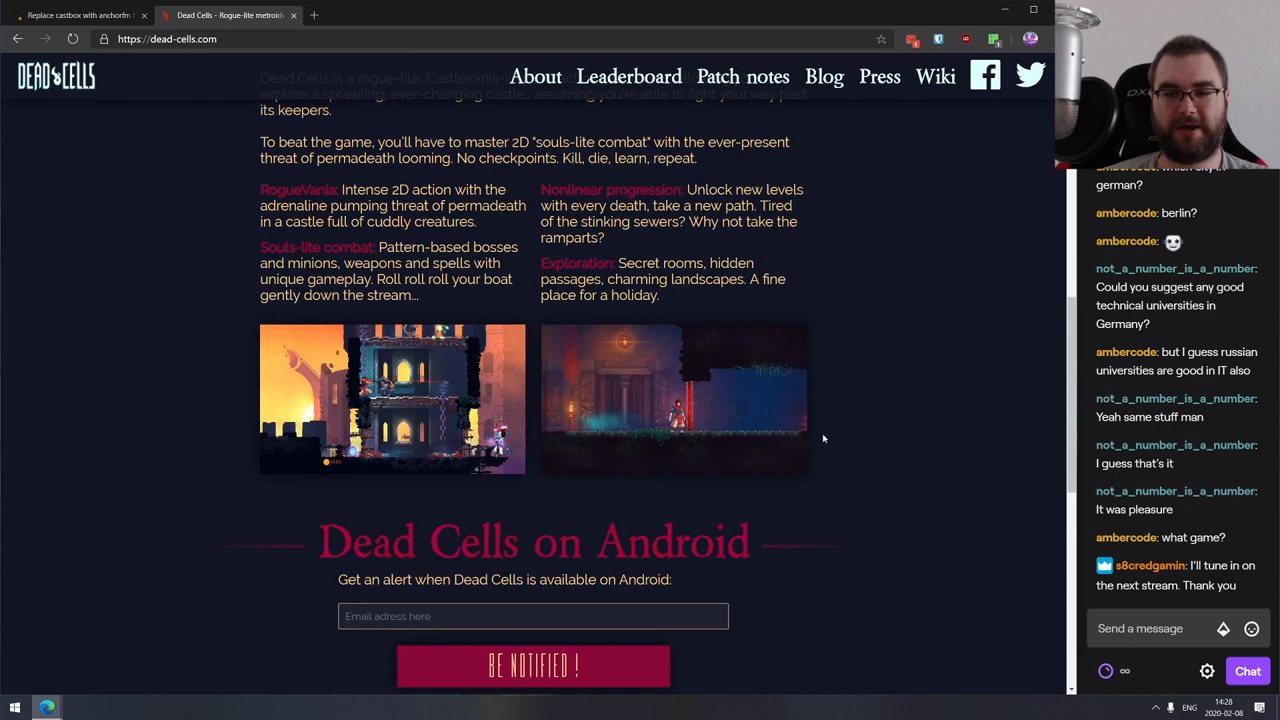 Replace castbox with anchorfm b
Dead Cells - Rogue-lite metroidv
https://dead-cells.com
DEAD CELLS
About Leaderboard Patch notes Blog Press Wiki
Dead Cells is a rogue-lite, Castlevania-i
explore a sprawling, ever-changing castle... assuming you're able to fight your way past
its keepers.
To beat the game, you'll have to master 2D "souls-lite combat" with the ever-present
threat of permadeath looming. No checkpoints. Kill, die, learn, repeat.
RogueVania: Intense 2D action with the
adrenaline pumping threat of permadeath
in a castle full of cuddly creatures.
Souls-lite combat: Pattern-based bosses
and minions, weapons and spells with
unique gameplay. Roll roll roll your boat
gently down the stream...
Nonlinear progression: Unlock new levels
with every death, take a new path. Tired
of the stinking sewers? Why not take the
ramparts?
Exploration: Secret rooms, hidden
passages, charming landscapes. A fine
place for a holiday.
Dead Cells on Android
Get an alert when Dead Cells is available on Android:
Email adress here
BE NOTIFIED !
german?
ambercode: berlin?
ambercode:
not_a_number_is_a_number:
Could you suggest any good
technical universities in
Germany?
ambercode: but I guess russian
universities are good in IT also
not_a_number_is_a_number:
Yeah same stuff man
not_a_number_is_a_number:
I guess that's it
not_a_number_is_a_number:
It was pleasure
ambercode: what game?
s8credgamin: I'll tune in on
the next stream. Thank you
Send a message
∞
Chat
ENG
14:28
2020-02-08